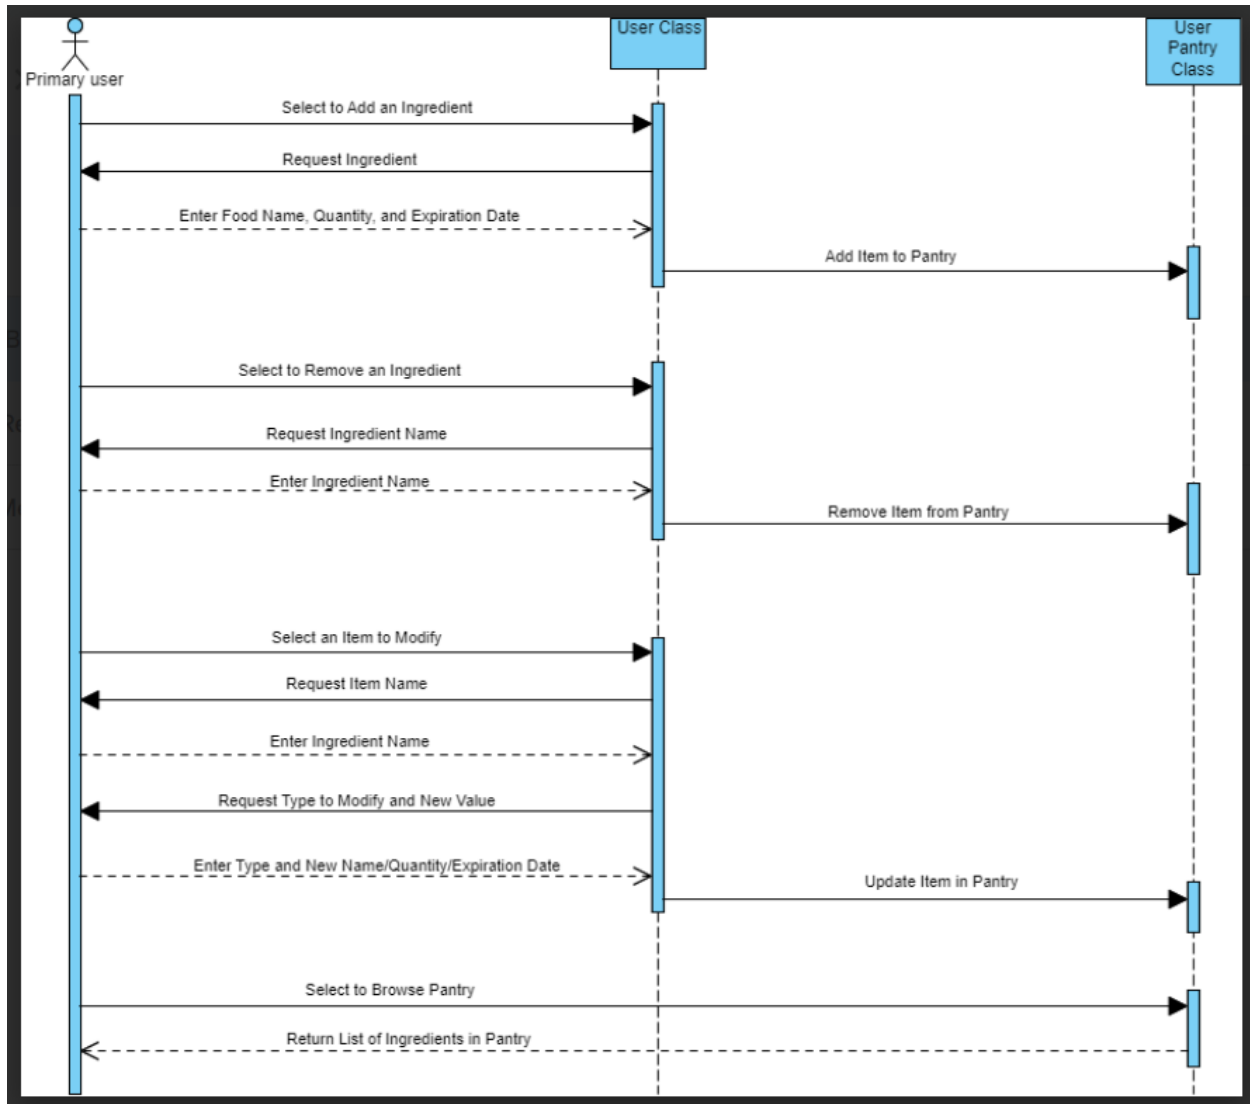 User Class
User
Pantry
Class
Primary user
Select to Add an Ingredient
Request Ingredient
Enter Food Name, Quantity, and Expiration Date
Add Item to Pantry
Select to Remove an Ingredient
Request Ingredient Name
Enter Ingredient Name
Remove Item from Pantry
Select an Item to Modify
Request Item Name
Enter Ingredient Name
Request Type to Modify and New Value
Enter Type and New Name/Quantity/Expiration Date
Update Item in Pantry
Select to Browse Pantry
Return List of Ingredients in Pantry